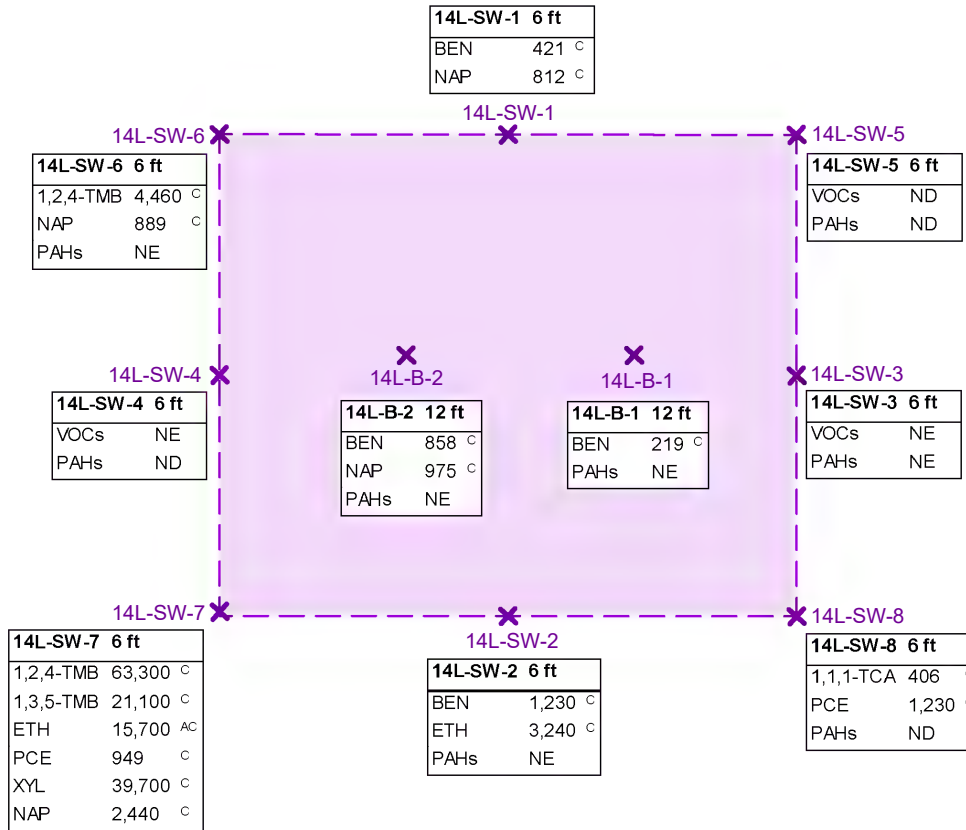 14L-SW-1 6 ft
BEN 421 C
NAP 812 C
14L-SW-1
14L-SW-6
14L-SW-5
14L-SW-6 6 ft
1,2,4-TMB 4,460 C
NAP 889 C
PAHs NE
14L-SW-5 6 ft
VOCs ND
PAHs ND
14L-B-2
14L-B-1
14L-SW-4
14L-SW-3
14L-SW-4 6 ft
VOCs NE
PAHs ND
14L-B-2 12 ft
BEN 858 C
NAP 975 C
PAHs NE
14L-B-1 12 ft
BEN 219 C
PAHs NE
14L-SW-3 6 ft
VOCs NE
PAHs NE
14L-SW-7
14L-SW-2
14L-SW-8
14L-SW-7 6 ft
1,2,4-TMB 63,300 C
1,3,5-TMB 21,100 C
ETH 15,700 AC
PCE 949 C
XYL 39,700 C
NAP 2,440 C
14L-SW-2 6 ft
BEN 1,230 C
ETH 3,240 C
PAHs NE
14L-SW-8 6 ft
1,1,1-TCA 406
PCE 1,230
PAHs ND